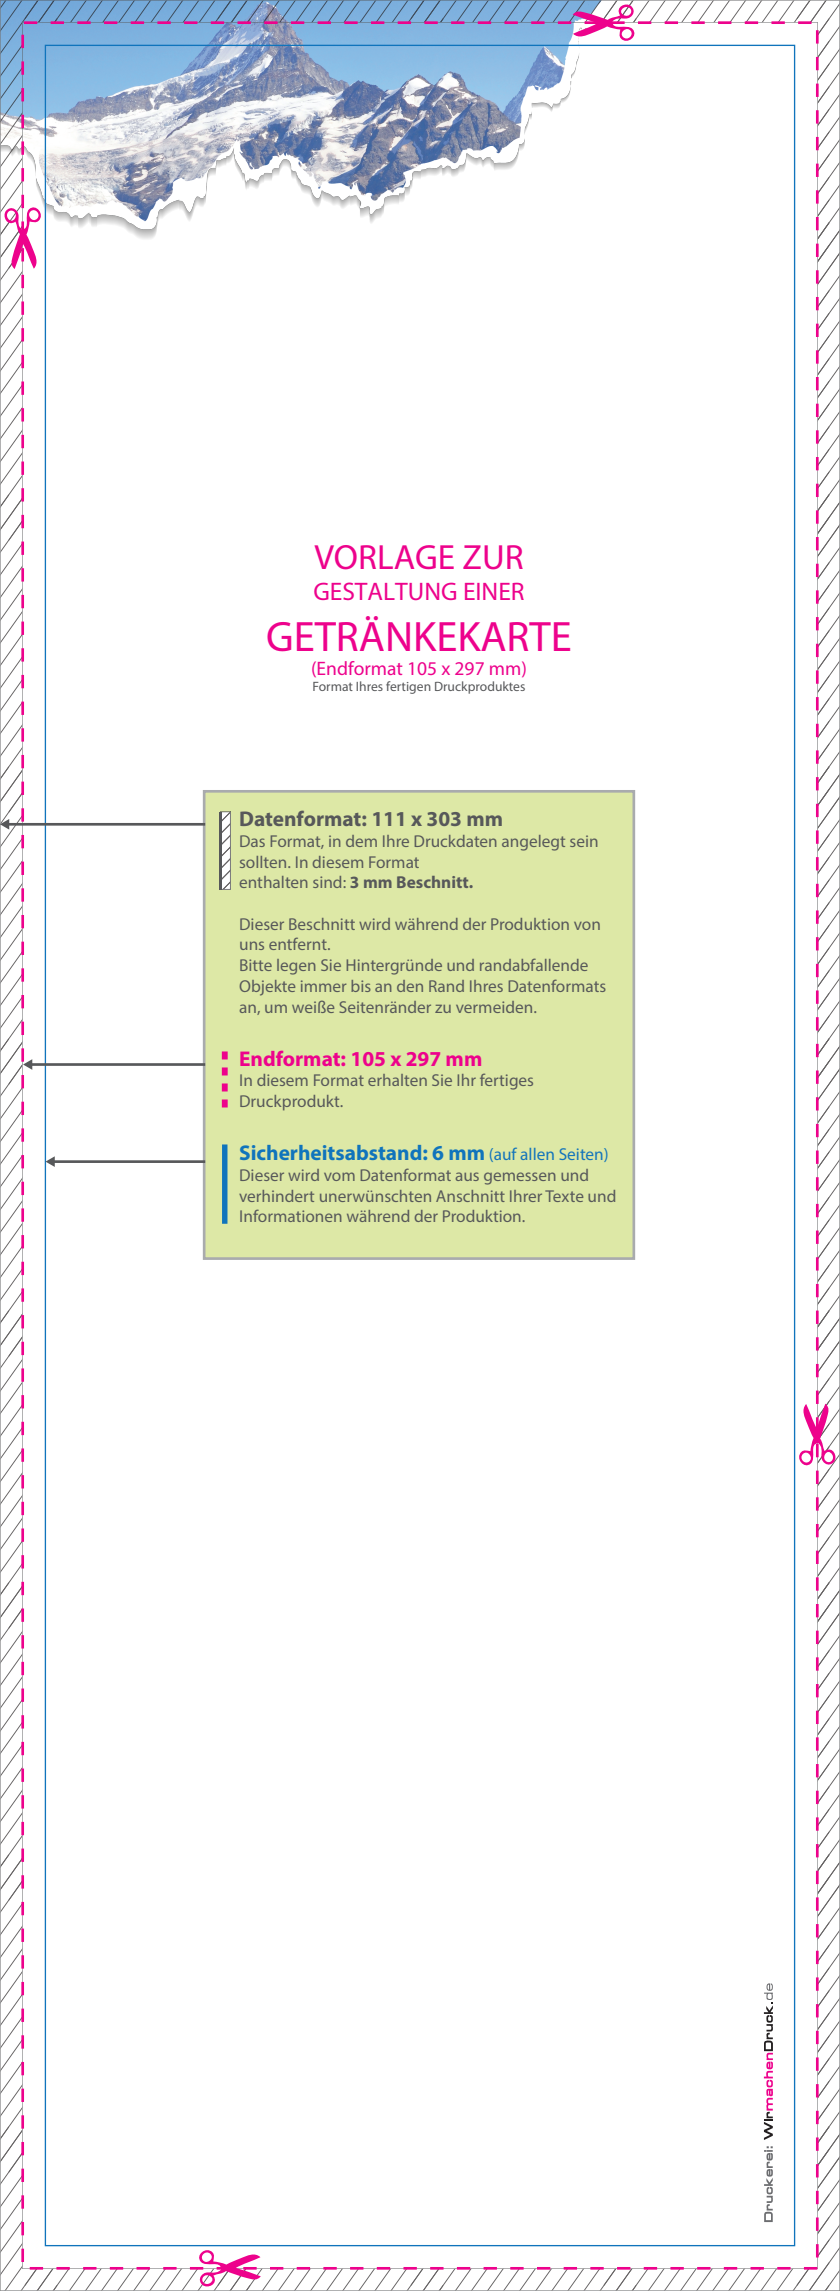 VORLAGE ZUR
GESTALTUNG EINER
GETRÄNKEKARTE
(Endformat 105 x 297 mm)
Format Ihres fertigen Druckproduktes
Datenformat: 111 x 303 mm
Das Format, in dem Ihre Druckdaten angelegt sein
sollten. In diesem Format
enthalten sind: 3 mm Beschnitt.
Dieser Beschnitt wird während der Produktion von
uns entfernt.
Bitte legen Sie Hintergründe und randabfallende
Objekte immer bis an den Rand Ihres Datenformats
an, um weiße Seitenränder zu vermeiden.
Endformat: 105 x 297 mm
In diesem Format erhalten Sie Ihr fertiges
Druckprodukt.
Sicherheitsabstand: 6 mm (auf allen Seiten)
Dieser wird vom Datenformat aus gemessen und
verhindert unerwünschten Anschnitt Ihrer Texte und
Informationen während der Produktion.
Druckerei: WirmachenDruck.de